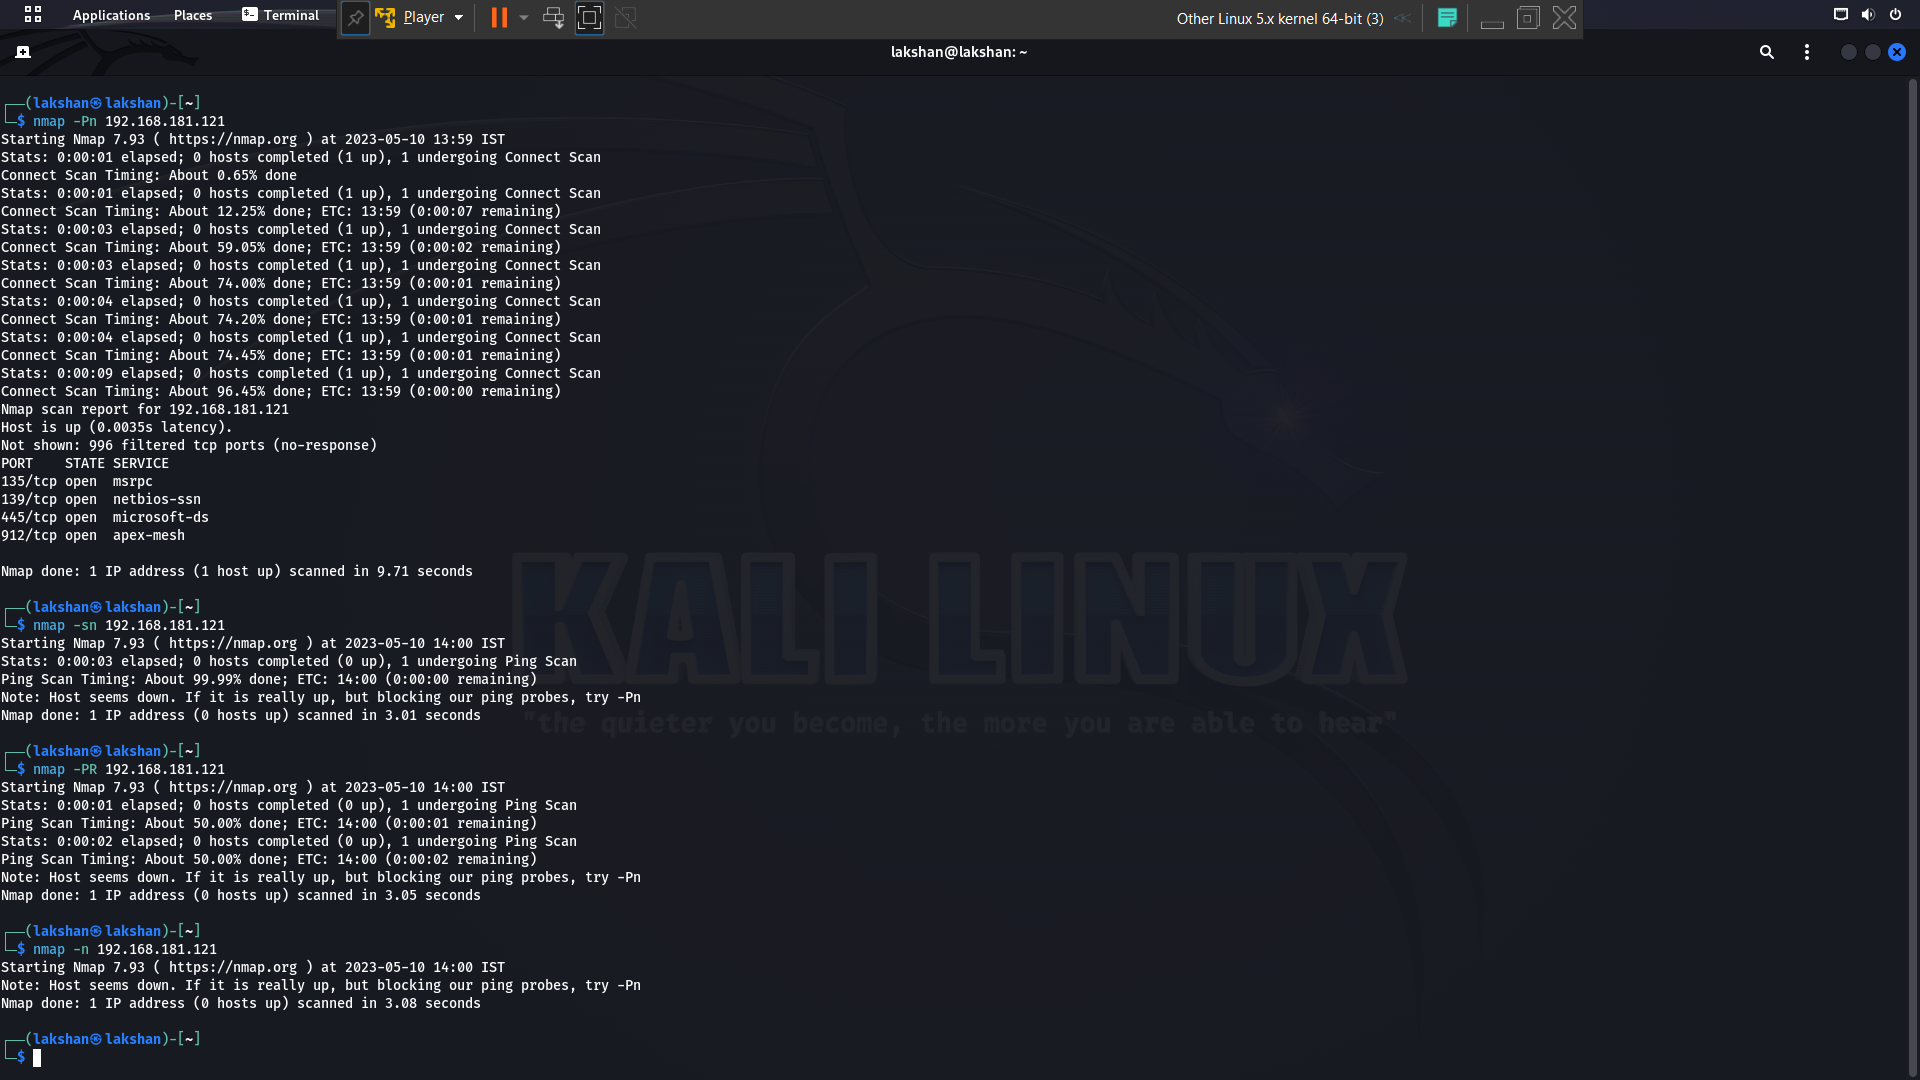 Applications Places Terminal
Player
Other Linux 5.x kernel 64-bit (3)
lakshan@lakshan: ~
┌──(lakshan㉿lakshan)-[~]
└─$ nmap -Pn 192.168.181.121
Starting Nmap 7.93 ( https://nmap.org ) at 2023-05-10 13:59 IST
Stats: 0:00:01 elapsed; 0 hosts completed (1 up), 1 undergoing Connect Scan
Connect Scan Timing: About 0.65% done
Stats: 0:00:01 elapsed; 0 hosts completed (1 up), 1 undergoing Connect Scan
Connect Scan Timing: About 12.25% done; ETC: 13:59 (0:00:07 remaining)
Stats: 0:00:03 elapsed; 0 hosts completed (1 up), 1 undergoing Connect Scan
Connect Scan Timing: About 59.05% done; ETC: 13:59 (0:00:02 remaining)
Stats: 0:00:03 elapsed; 0 hosts completed (1 up), 1 undergoing Connect Scan
Connect Scan Timing: About 74.00% done; ETC: 13:59 (0:00:01 remaining)
Stats: 0:00:04 elapsed; 0 hosts completed (1 up), 1 undergoing Connect Scan
Connect Scan Timing: About 74.20% done; ETC: 13:59 (0:00:01 remaining)
Stats: 0:00:04 elapsed; 0 hosts completed (1 up), 1 undergoing Connect Scan
Connect Scan Timing: About 74.45% done; ETC: 13:59 (0:00:01 remaining)
Stats: 0:00:09 elapsed; 0 hosts completed (1 up), 1 undergoing Connect Scan
Connect Scan Timing: About 96.45% done; ETC: 13:59 (0:00:00 remaining)
Nmap scan report for 192.168.181.121
Host is up (0.0035s latency).
Not shown: 996 filtered tcp ports (no-response)
PORT    STATE SERVICE
135/tcp open  msrpc
139/tcp open  netbios-ssn
445/tcp open  microsoft-ds
912/tcp open  apex-mesh
Nmap done: 1 IP address (1 host up) scanned in 9.71 seconds
┌──(lakshan㉿lakshan)-[~]
└─$ nmap -sn 192.168.181.121
Starting Nmap 7.93 ( https://nmap.org ) at 2023-05-10 14:00 IST
Stats: 0:00:03 elapsed; 0 hosts completed (0 up), 1 undergoing Ping Scan
Ping Scan Timing: About 99.99% done; ETC: 14:00 (0:00:00 remaining)
Note: Host seems down. If it is really up, but blocking our ping probes, try -Pn
Nmap done: 1 IP address (0 hosts up) scanned in 3.01 seconds
┌──(lakshan㉿lakshan)-[~]
└─$ nmap -PR 192.168.181.121
Starting Nmap 7.93 ( https://nmap.org ) at 2023-05-10 14:00 IST
Stats: 0:00:01 elapsed; 0 hosts completed (0 up), 1 undergoing Ping Scan
Ping Scan Timing: About 50.00% done; ETC: 14:00 (0:00:01 remaining)
Stats: 0:00:02 elapsed; 0 hosts completed (0 up), 1 undergoing Ping Scan
Ping Scan Timing: About 50.00% done; ETC: 14:00 (0:00:02 remaining)
Note: Host seems down. If it is really up, but blocking our ping probes, try -Pn
Nmap done: 1 IP address (0 hosts up) scanned in 3.05 seconds
┌──(lakshan㉿lakshan)-[~]
└─$ nmap -n 192.168.181.121
Starting Nmap 7.93 ( https://nmap.org ) at 2023-05-10 14:00 IST
Note: Host seems down. If it is really up, but blocking our ping probes, try -Pn
Nmap done: 1 IP address (0 hosts up) scanned in 3.08 seconds
┌──(lakshan㉿lakshan)-[~]
└─$
KALI LINUX
"the quieter you become, the more you are able to hear"